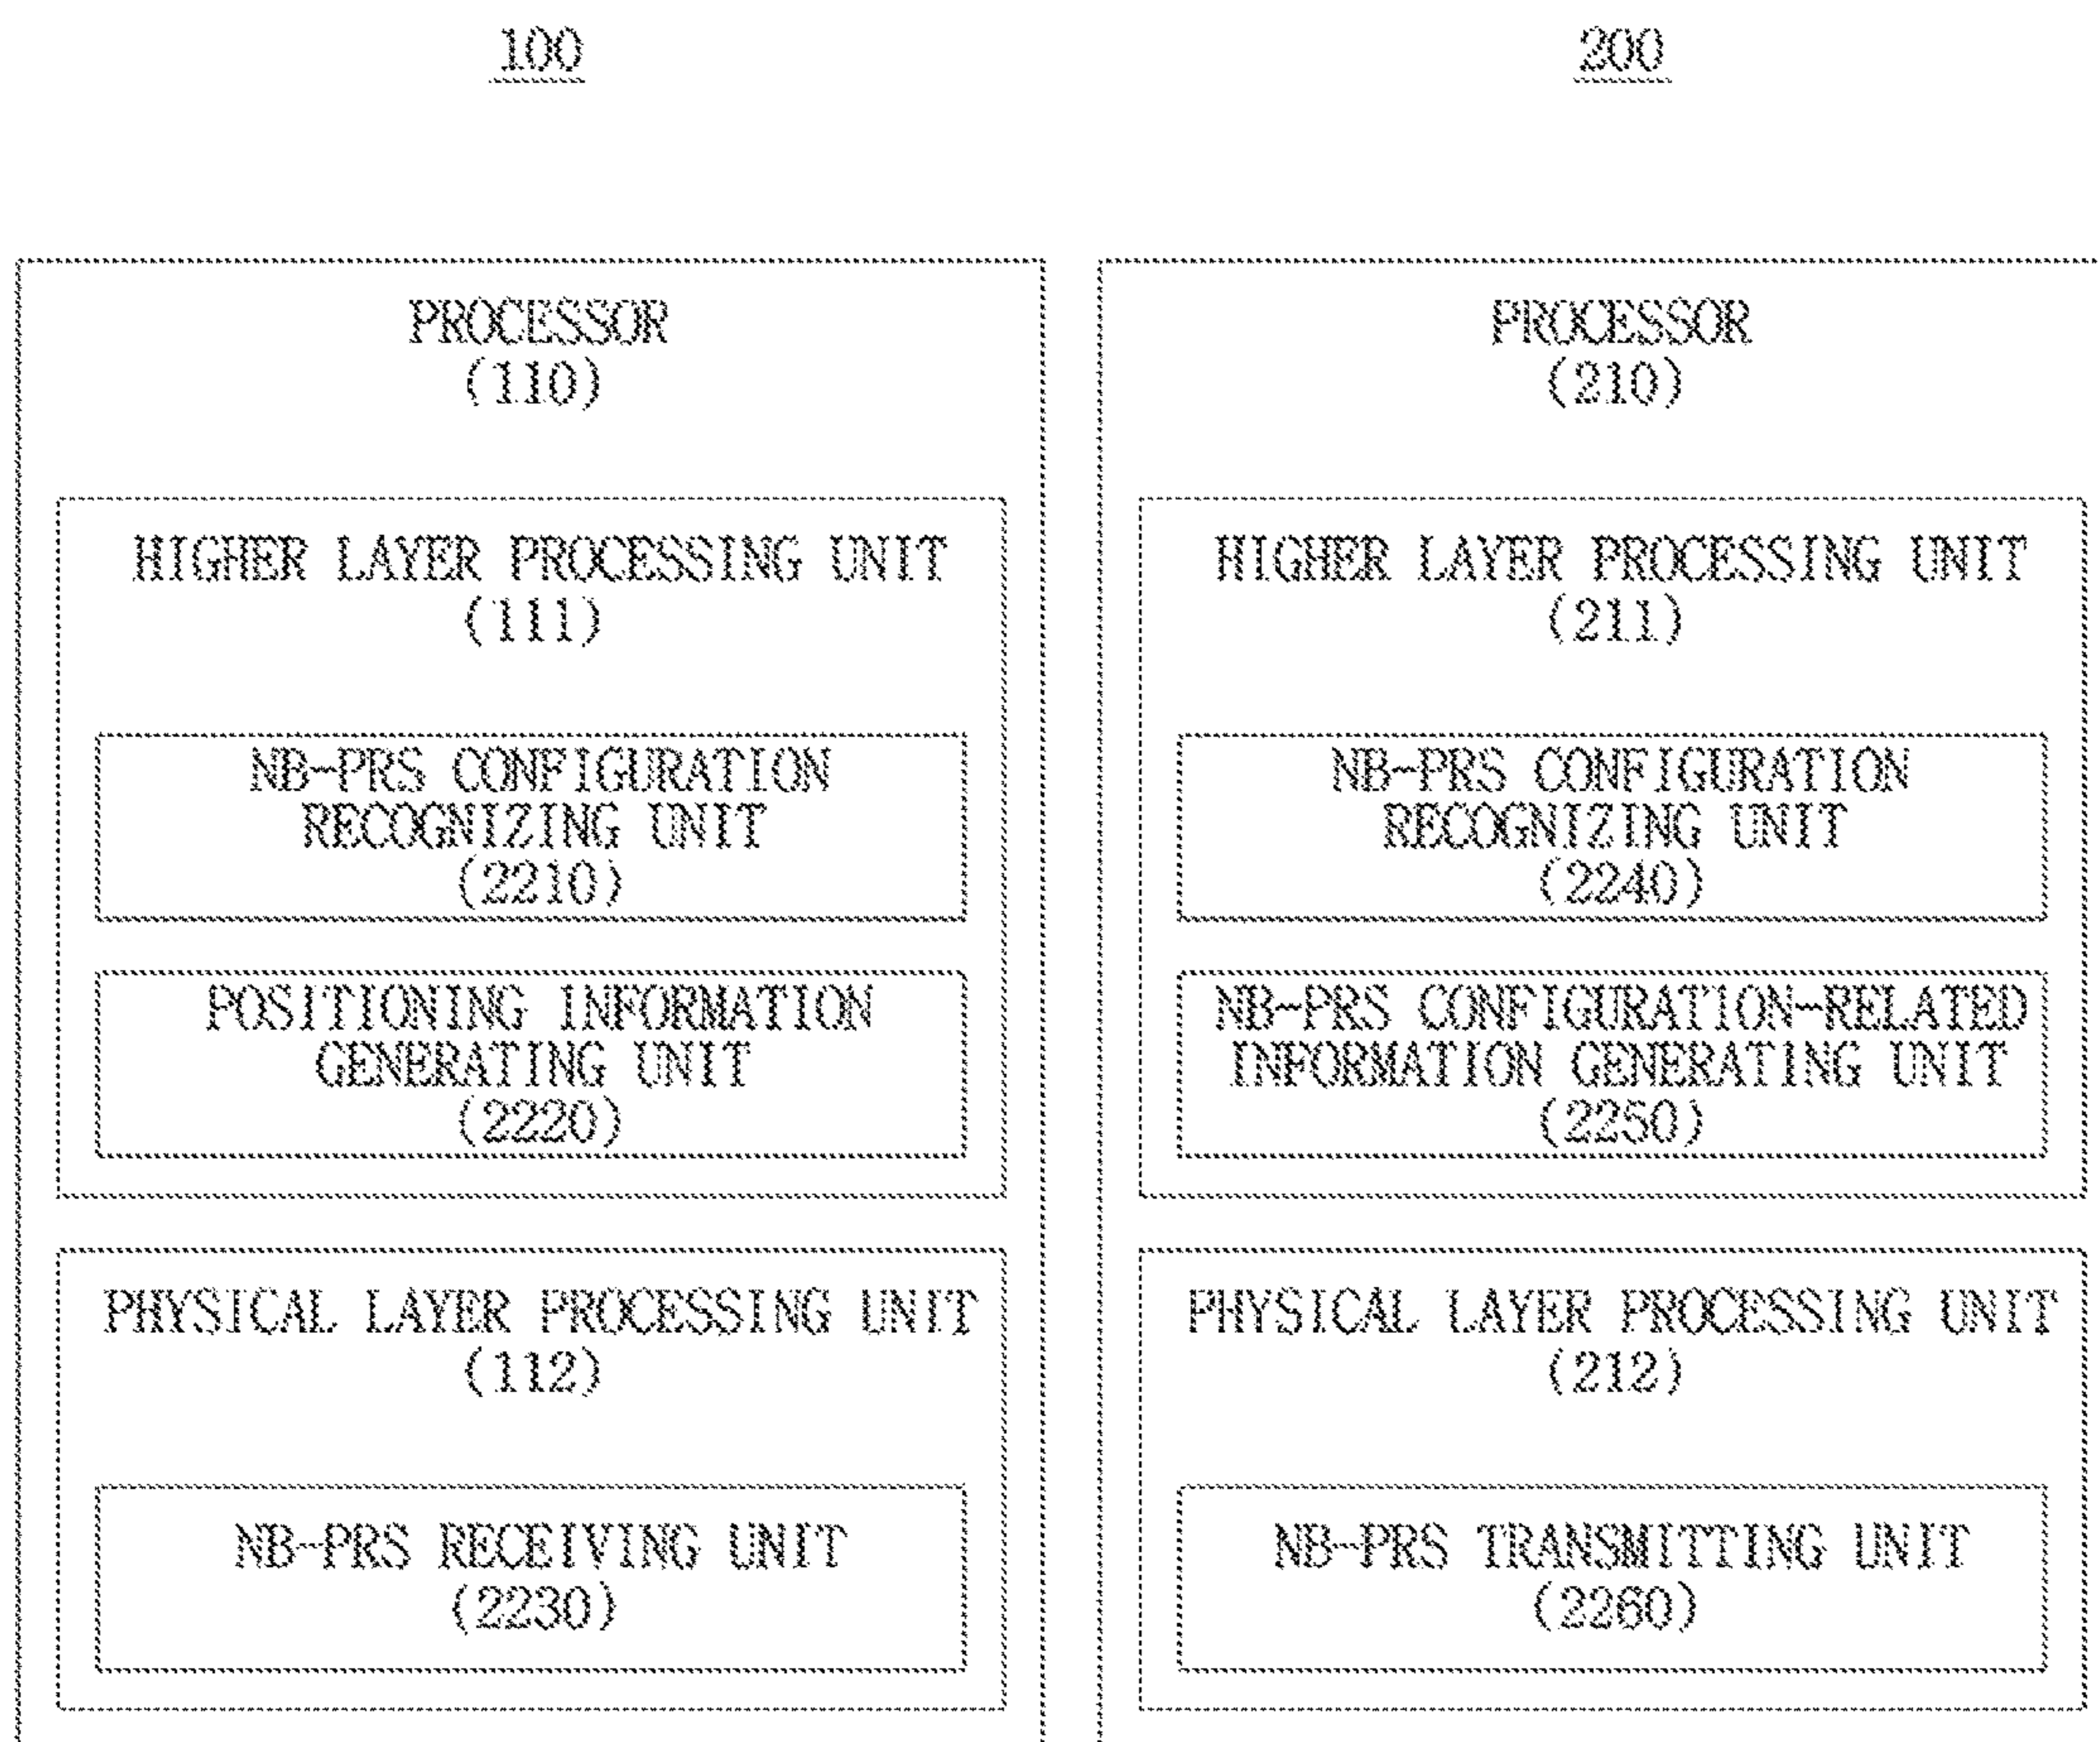 100
PROCESSOR
(110)
HIGHER LAYER PROCESSING UNIT
(111)
NB-PRS CONFIGURATION
RECOGNIZING UNIT
(2210)
POSITIONING INFORMATION
GENERATING UNIT
(2220)
PHYSICAL LAYER PROCESSING UNIT
(112)
NB-PRS RECEIVING UNIT
(2230)
200
PROCESSOR
(210)
HIGHER LAYER PROCESSING UNIT
(211)
NB-PRS CONFIGURATION
RECOGNIZING UNIT
(2240)
NB-PRS CONFIGURATION-RELATED
INFORMATION GENERATING UNIT
(2250)
PHYSICAL LAYER PROCESSING UNIT
(212)
NB-PRS TRANSMITTING UNIT
(2260)